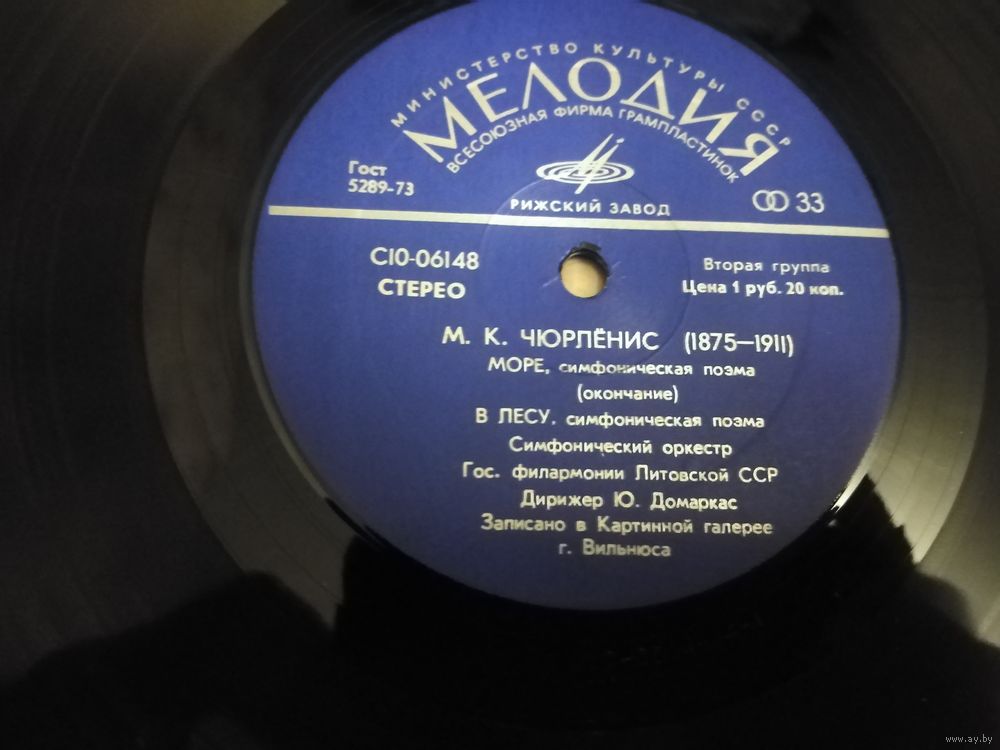 МИНИСТЕРСТВО КУЛЬТУРЫ СССР
МЕЛОДИЯ
ВСЕСОЮЗНАЯ ФИРМА ГРАМПЛАСТИНОК
Гост
5289-73
РИЖСКИЙ ЗАВОД
33
С10-06148
СТЕРЕО
Вторая группа
Цена 1 руб. 20 коп.
М. К. ЧЮРЛЁНИС (1875—1911)
МОРЕ, симфоническая поэма
(окончание)
В ЛЕСУ, симфоническая поэма
Симфонический оркестр
Гос. филармонии Литовской ССР
Дирижер Ю. Домаркас
Записано в Картинной галерее
г. Вильнюса
www.ay.by